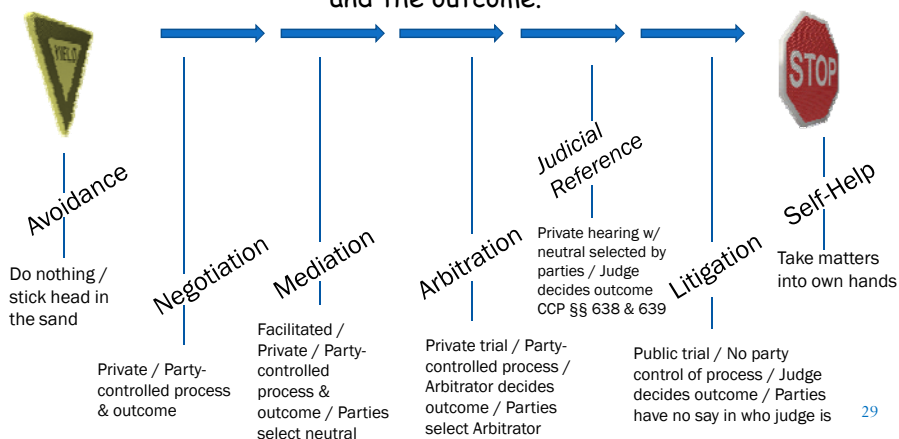 and the outcome.
YIELD
STOP
Avoidance
Do nothing /
stick head in
the sand
Negotiation
Private / Party-
controlled process
& outcome
Mediation
Facilitated /
Private / Party-
controlled
process &
outcome / Parties
select neutral
Arbitration
Private trial / Party-
controlled process /
Arbitrator decides
outcome / Parties
select Arbitrator
Judicial
Reference
Private hearing w/
neutral selected by
parties / Judge
decides outcome
CCP §§ 638 & 639
Litigation
Public trial / No party
control of process / Judge
decides outcome / Parties
have no say in who judge is
Self-Help
Take matters
into own hands
29